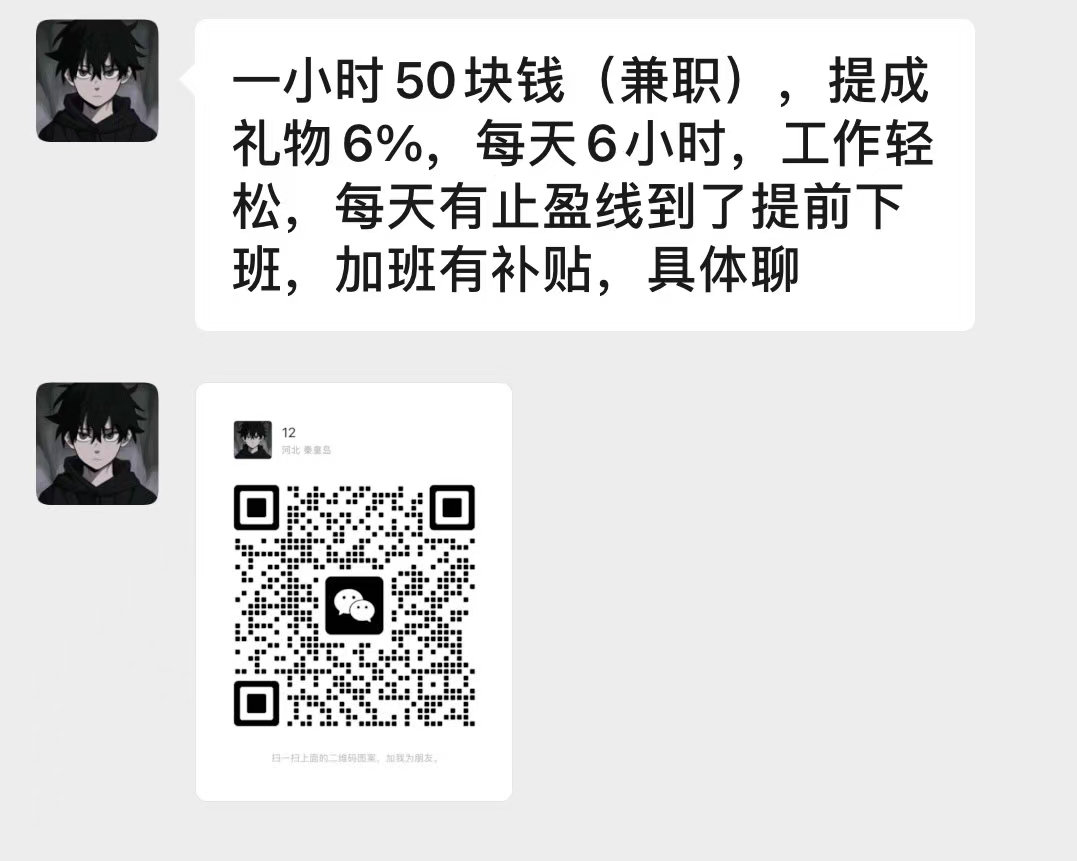 一小时50块钱（兼职），提成
礼物6%，每天6小时，工作轻
松，每天有止盈线到了提前下
班，加班有补贴，具体聊
12
河北 秦皇岛
扫一扫上面的二维码图案，加我为朋友。